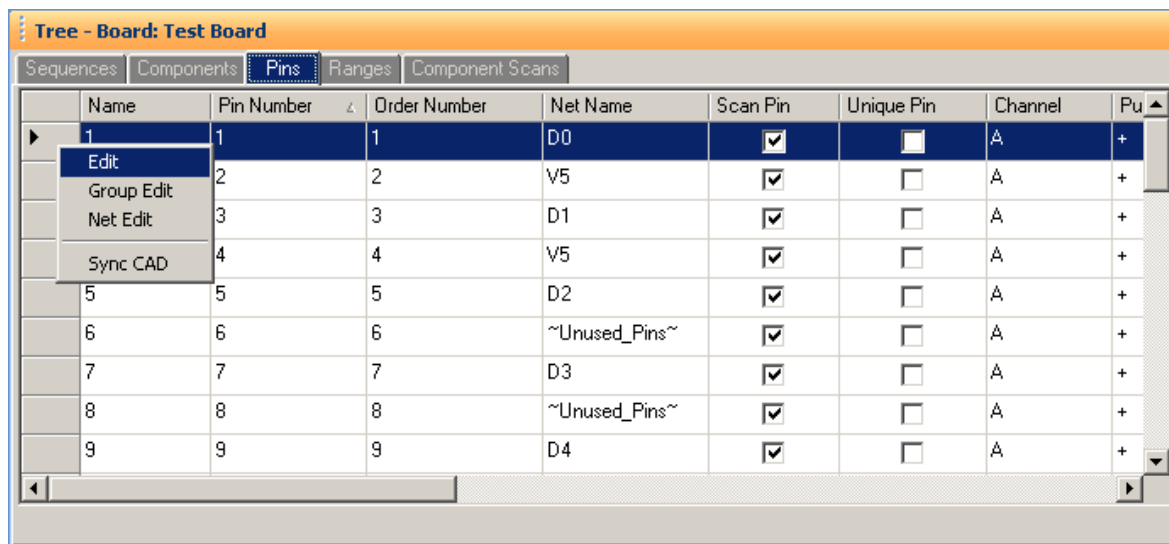 Tree - Board: Test Board
Sequences Components Pins Ranges Component Scans
Name Pin Number Order Number Net Name Scan Pin Unique Pin Channel Pu
1 1 1 D0 A +
Edit
2 2 V5 A +
Group Edit
Net Edit
3 3 D1 A +
4 4 V5 A +
Sync CAD
5 5 5 D2 A +
6 6 6 ~Unused_Pins~ A +
7 7 7 D3 A +
8 8 8 ~Unused_Pins~ A +
9 9 9 D4 A +